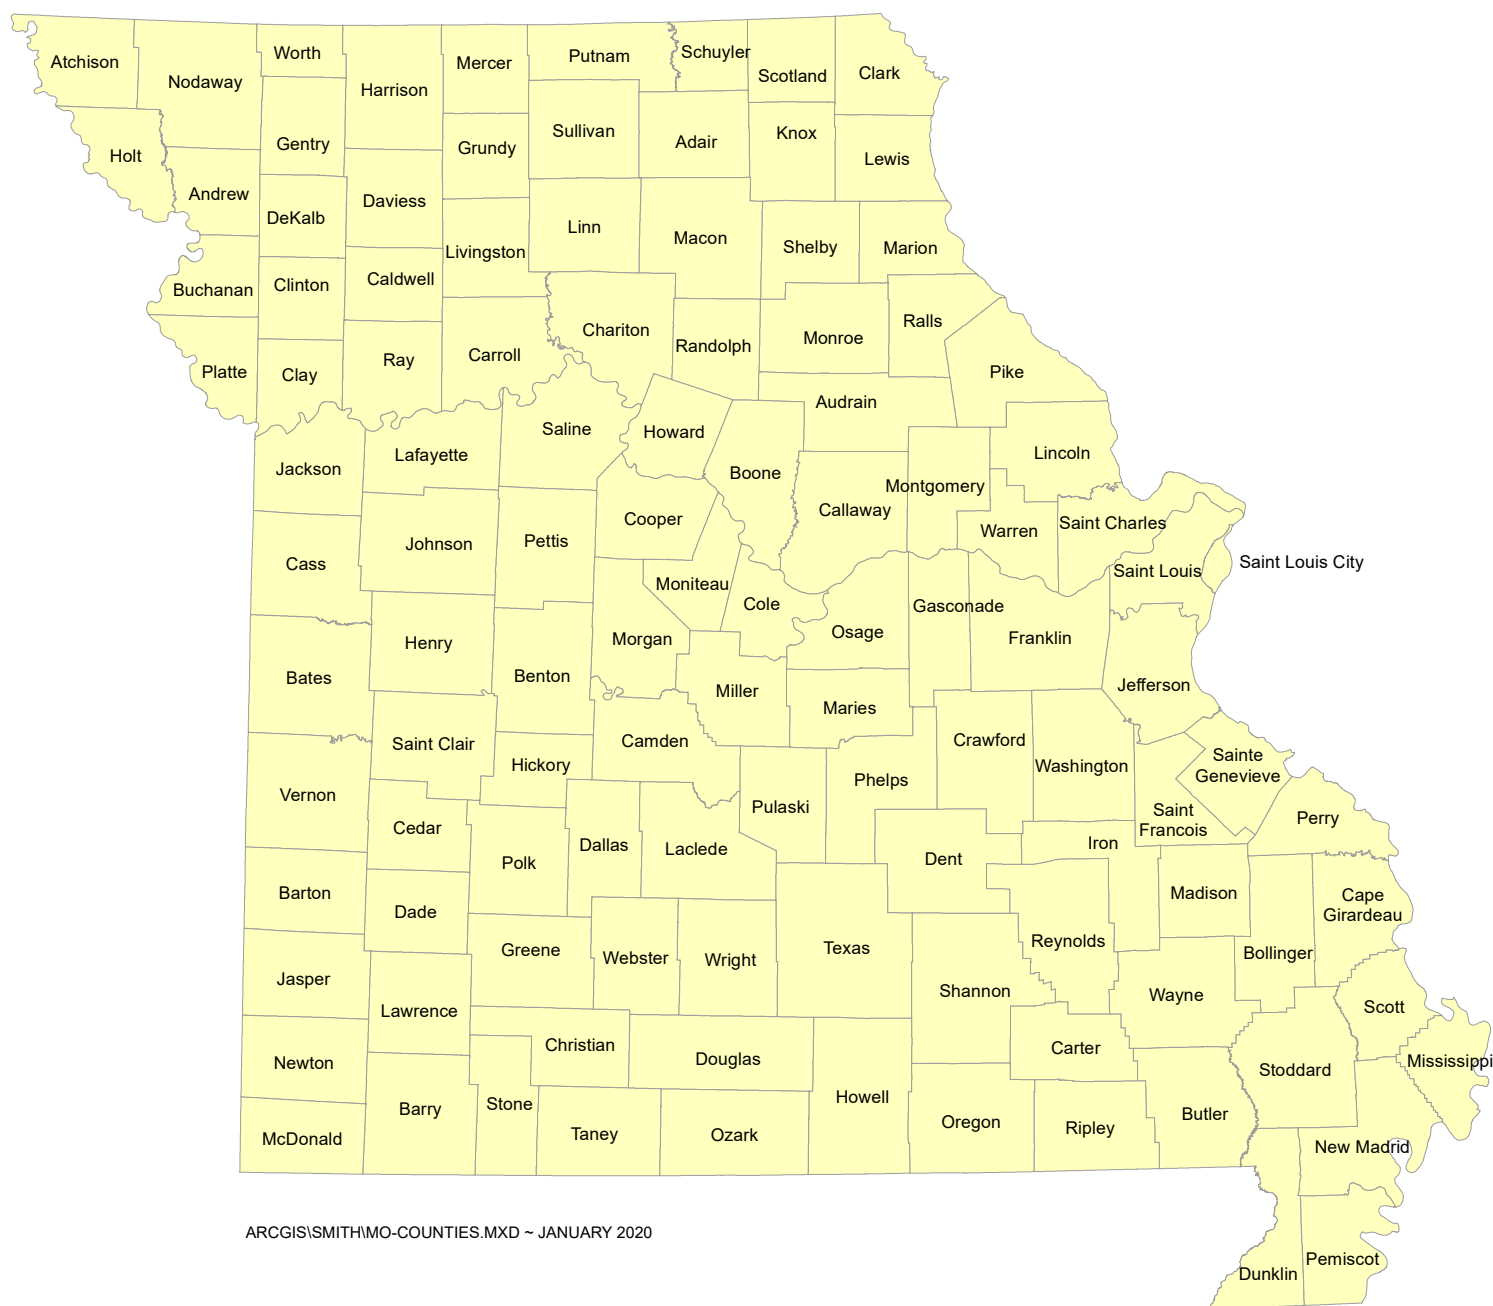 Atchison
Nodaway
Worth
Harrison
Mercer
Putnam
Schuyler
Scotland
Clark
Holt
Andrew
Gentry
DeKalb
Daviess
Grundy
Sullivan
Adair
Knox
Lewis
Buchanan
Clinton
Caldwell
Livingston
Linn
Macon
Shelby
Marion
Platte
Clay
Ray
Carroll
Chariton
Randolph
Monroe
Ralls
Pike
Audrain
Jackson
Lafayette
Saline
Howard
Boone
Callaway
Montgomery
Lincoln
Warren
Saint Charles
Saint Louis
Saint Louis City
Cass
Johnson
Pettis
Cooper
Moniteau
Cole
Osage
Gasconade
Franklin
Jefferson
Bates
Henry
Benton
Morgan
Miller
Maries
Saint Clair
Hickory
Camden
Phelps
Crawford
Washington
Sainte
Genevieve
Saint
Francois
Perry
Vernon
Cedar
Polk
Dallas
Laclede
Pulaski
Dent
Iron
Madison
Cape
Girardeau
Barton
Dade
Greene
Webster
Wright
Texas
Reynolds
Bollinger
Jasper
Lawrence
Shannon
Wayne
Scott
Newton
Christian
Douglas
Carter
Stoddard
Mississippi
McDonald
Barry
Stone
Taney
Ozark
Howell
Oregon
Ripley
Butler
New Madrid
Dunklin
Pemiscot
ARCGIS\SMITH\MO-COUNTIES.MXD ~ JANUARY 2020